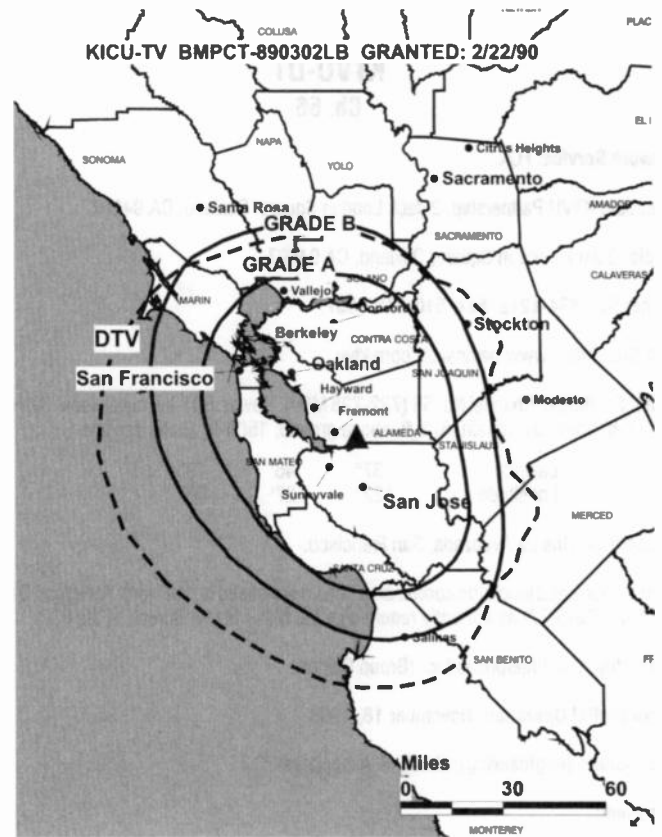 COLUSA
PLAC
KICU-TV BMPCT-890302LB GRANTED: 2/22/90
NAPA
YOLO
SONOMA
Citrus Heights
Sacramento
Santa Rosa
AMADOR
GRADE B
SACRAMENTO
GRADE A
SOLANO
CALAVERAS
MARIN
Vallejo
Concord
Stockton
DTV
Berkeley
CONTRA COSTA
San Francisco
Oakland
SAN JOAQUIN
Hayward
Modesto
Fremont
ALAMEDA
STANISLAUS
SAN MATEO
Sunnyvale
San Jose
MERCED
SANTA CRUZ
Salinas
SAN BENITO
Miles
0 30 60
MONTEREY